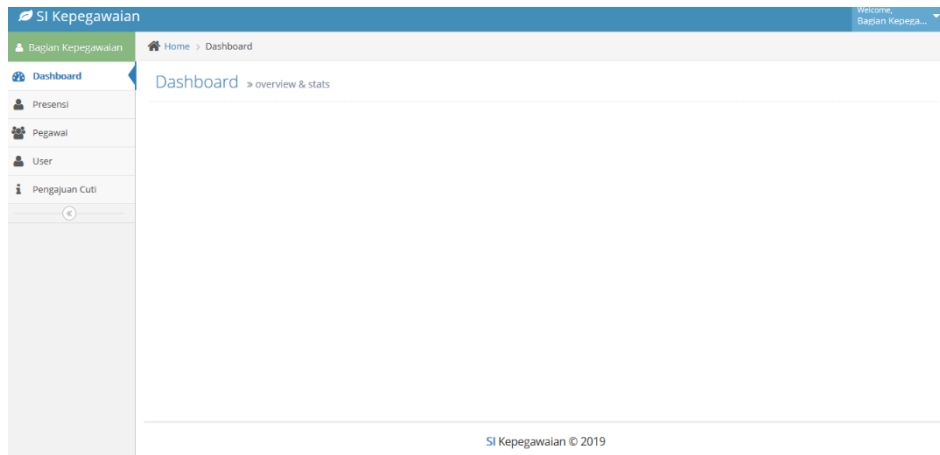 SI Kepegawaian
Welcome,
Bagian Kepega...
Bagian Kepegawaian
Home > Dashboard
Dashboard
Dashboard » overview & stats
Presensi
Pegawai
User
Pengajuan Cuti
SI Kepegawaian © 2019